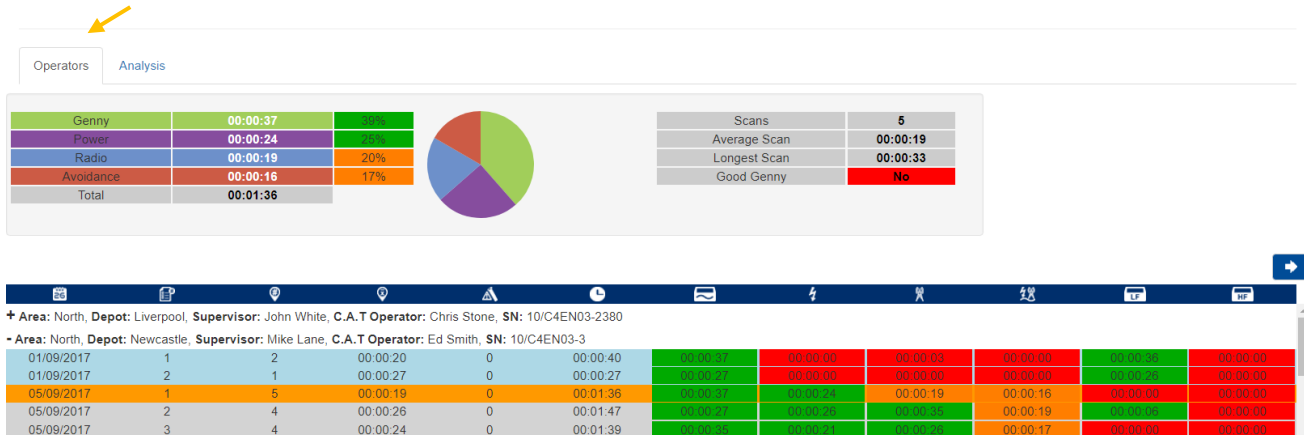 Operators Analysis
Genny 00:00:37 39%
Power 00:00:24 25%
Radio 00:00:19 20%
Avoidance 00:00:16 17%
Total 00:01:36
Scans 5
Average Scan 00:00:19
Longest Scan 00:00:33
Good Genny No
26 LF HF
+ Area: North, Depot: Liverpool, Supervisor: John White, C.A.T Operator: Chris Stone, SN: 10/C4EN03-2380
- Area: North, Depot: Newcastle, Supervisor: Mike Lane, C.A.T Operator: Ed Smith, SN: 10/C4EN03-3
01/09/2017 1 2 00:00:20 0 00:00:40 00:00:37 00:00:00 00:00:03 00:00:00 00:00:36 00:00:00
01/09/2017 2 1 00:00:27 0 00:00:27 00:00:27 00:00:00 00:00:00 00:00:00 00:00:26 00:00:00
05/09/2017 1 5 00:00:19 0 00:01:36 00:00:37 00:00:24 00:00:19 00:00:16 00:00:00 00:00:00
05/09/2017 2 4 00:00:26 0 00:01:47 00:00:27 00:00:26 00:00:35 00:00:19 00:00:06 00:00:00
05/09/2017 3 4 00:00:24 0 00:01:39 00:00:35 00:00:21 00:00:26 00:00:17 00:00:00 00:00:00